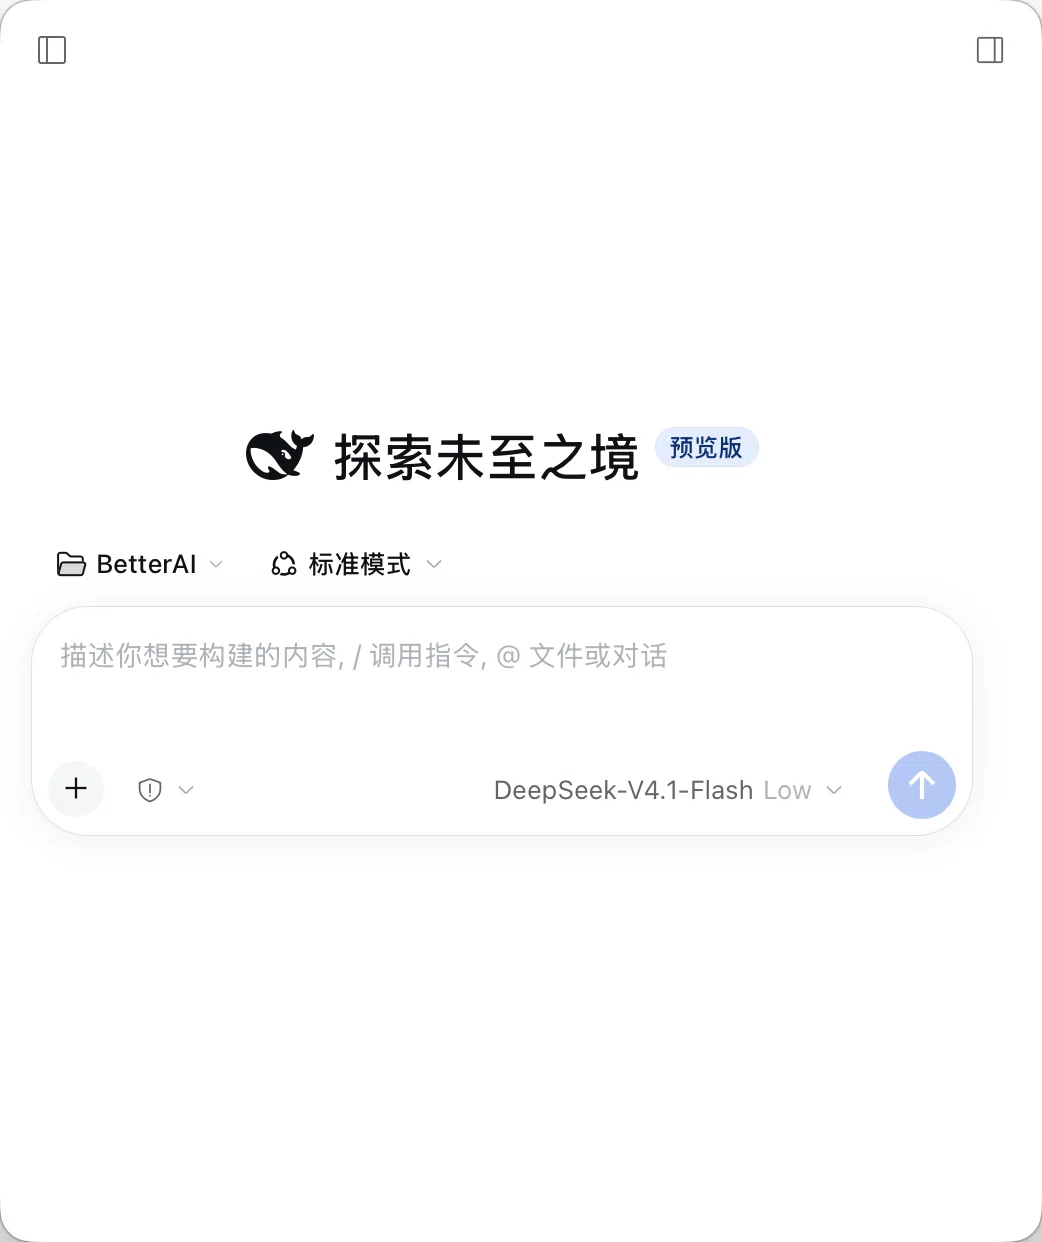 探索未至之境 预览版
BetterAI 标准模式
描述你想要构建的内容, / 调用指令, @ 文件或对话
DeepSeek-V4.1-Flash Low